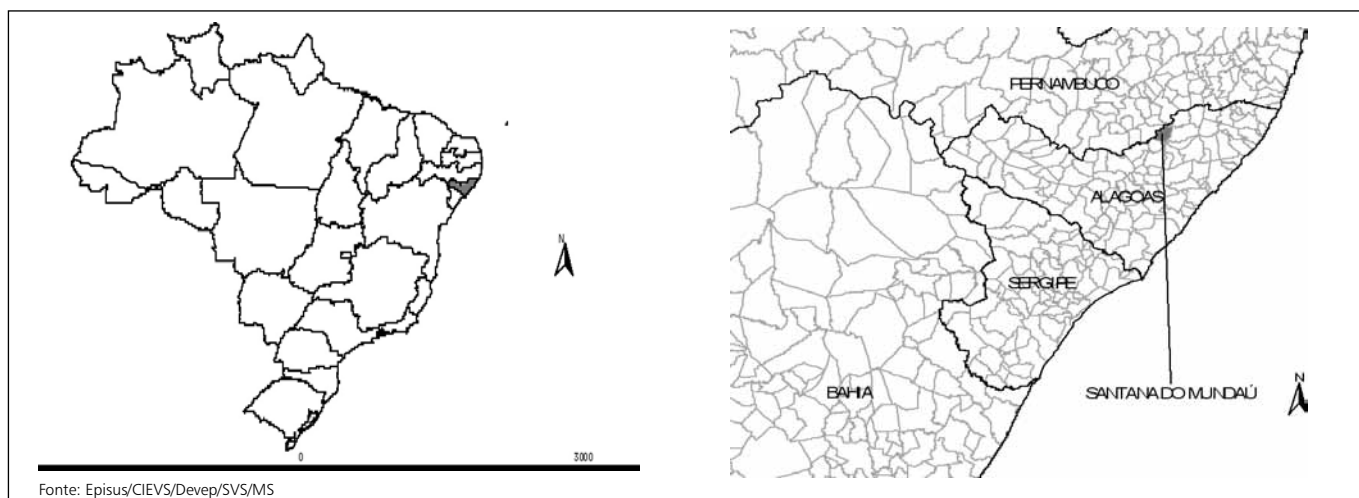 N
0 3000
Fonte: Episus/CIEVS/Devep/SVS/MS
PERNAMBUCO
ALAGOAS
SERGIPE
BAHIA
SANTANA DO MUNDAÚ
N